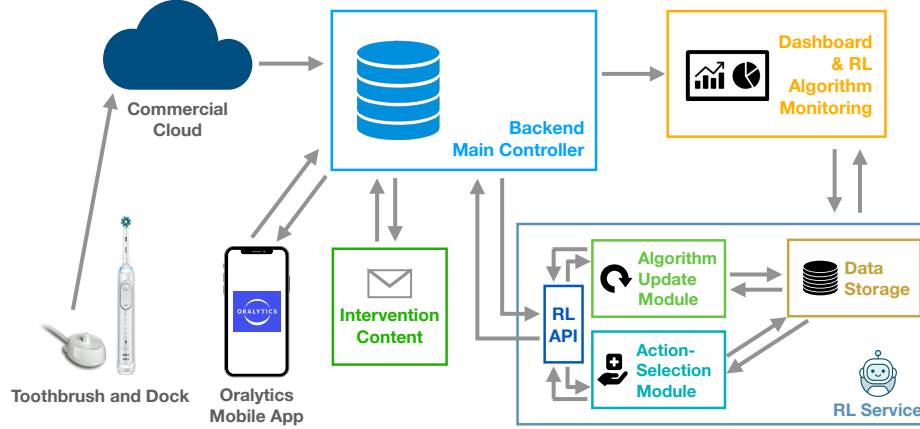 Commercial
Cloud
Backend
Main Controller
Dashboard
& RL
Algorithm
Monitoring
Toothbrush and Dock
ORALYTICS
Oralytics
Mobile App
Intervention
Content
RL
API
Algorithm
Update
Module
Action-
Selection
Module
Data
Storage
RL Service